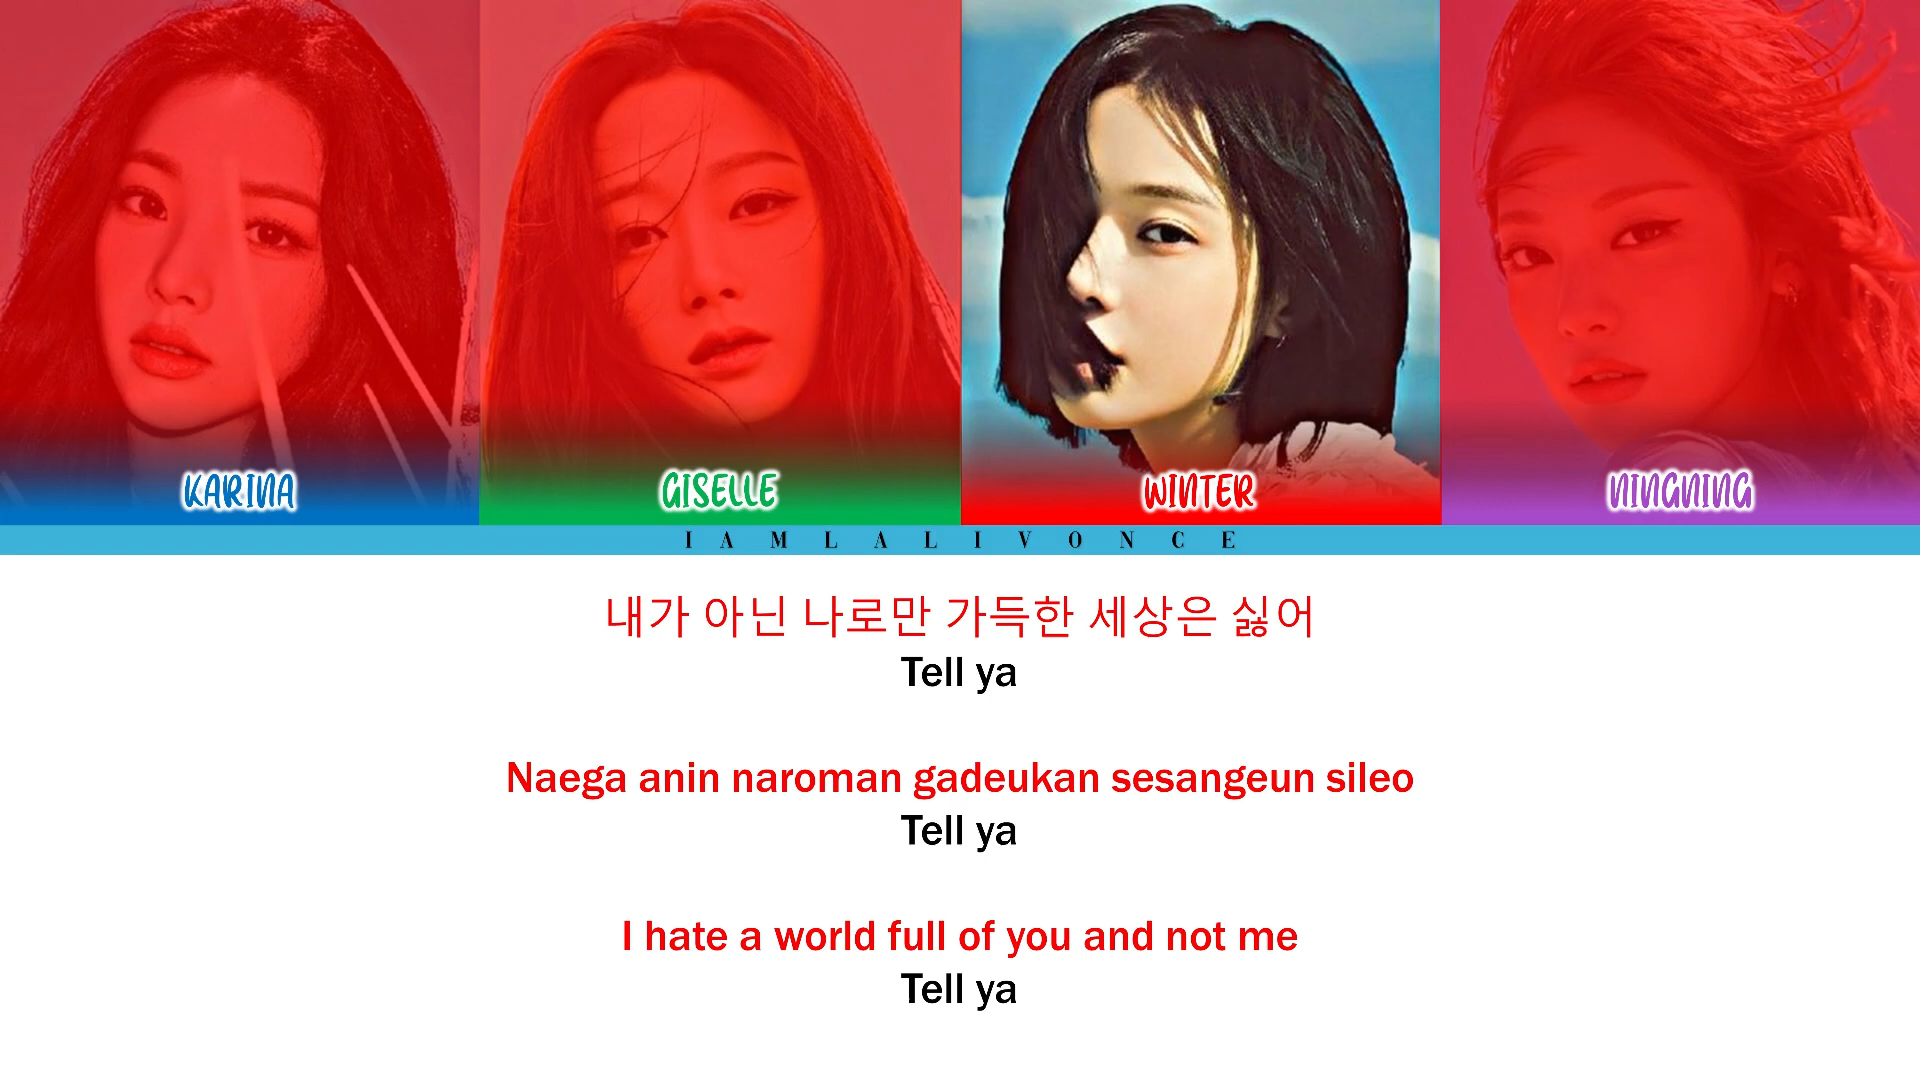 KARINA
GISELLE
WINTER
NINGNING
IAMLALIVONCE
내가 아닌 나로만 가득한 세상은 싫어
Tell ya
Naega anin naroman gadeukan sesangeun sileo
Tell ya
I hate a world full of you and not me
Tell ya